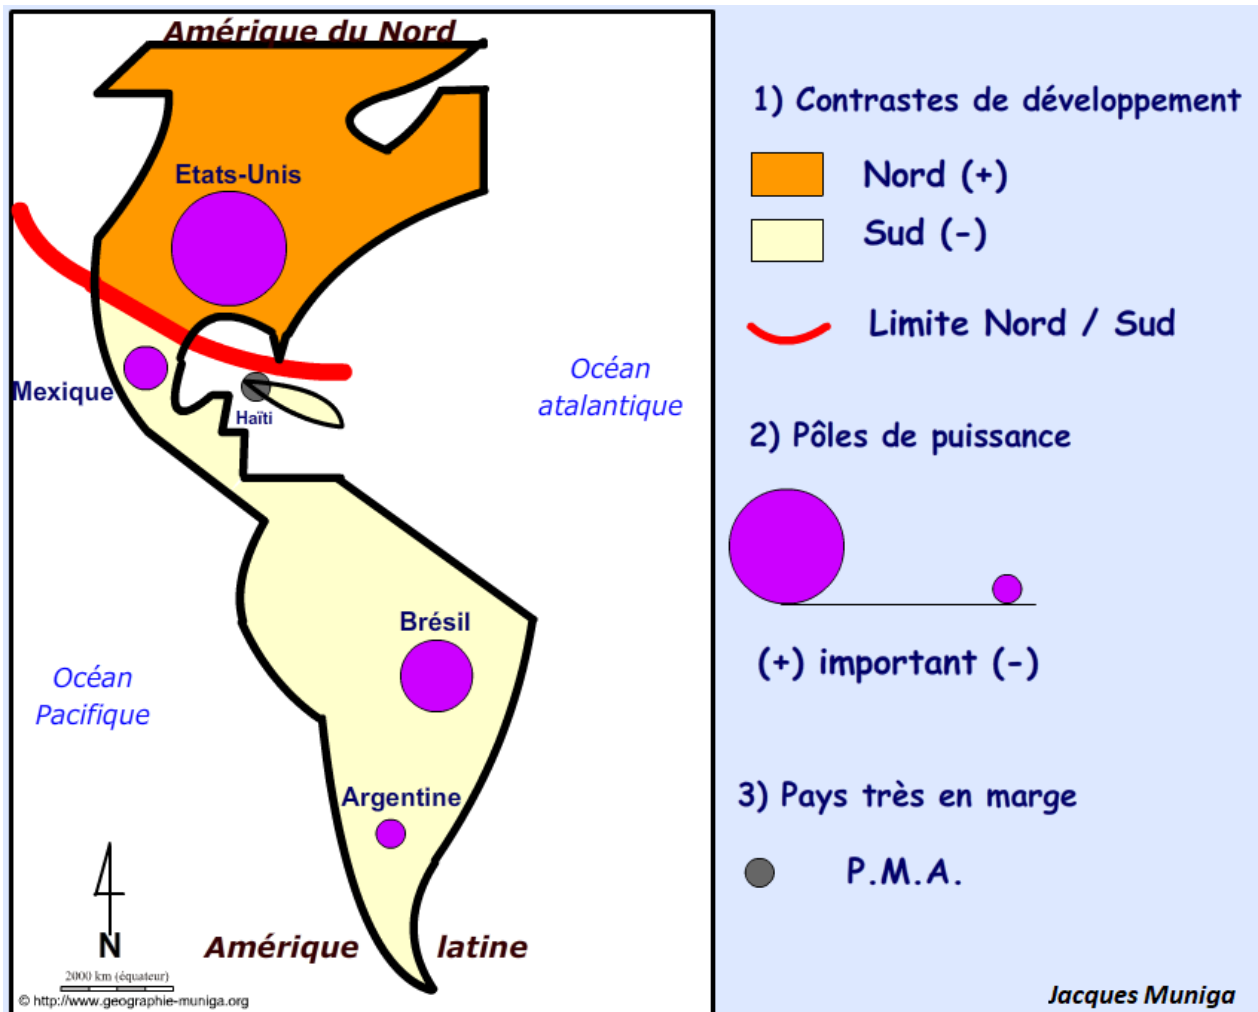 Amérique du Nord
Etats-Unis
Mexique
Haïti
Océan
atalantique
Brésil
Océan
Pacifique
Argentine
N
Amérique latine
2000 km (équateur)
© http://www.geographie-muniga.org
1) Contrastes de développement
Nord (+)
Sud (-)
Limite Nord / Sud
2) Pôles de puissance
(+) important (-)
3) Pays très en marge
P.M.A.
Jacques Muniga